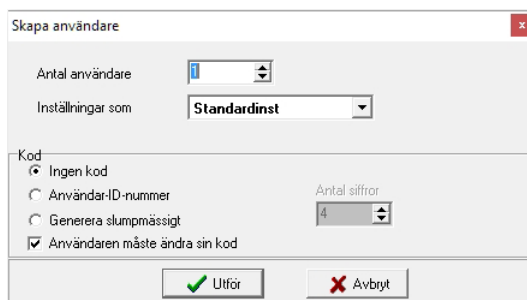 Skapa användare
x
Antal användare 1
Inställningar som Standardinst
Kod
Ingen kod
Användar-ID-nummer Antal siffror
Generera slumpmässigt 4
Användaren måste ändra sin kod
Utför Avbryt